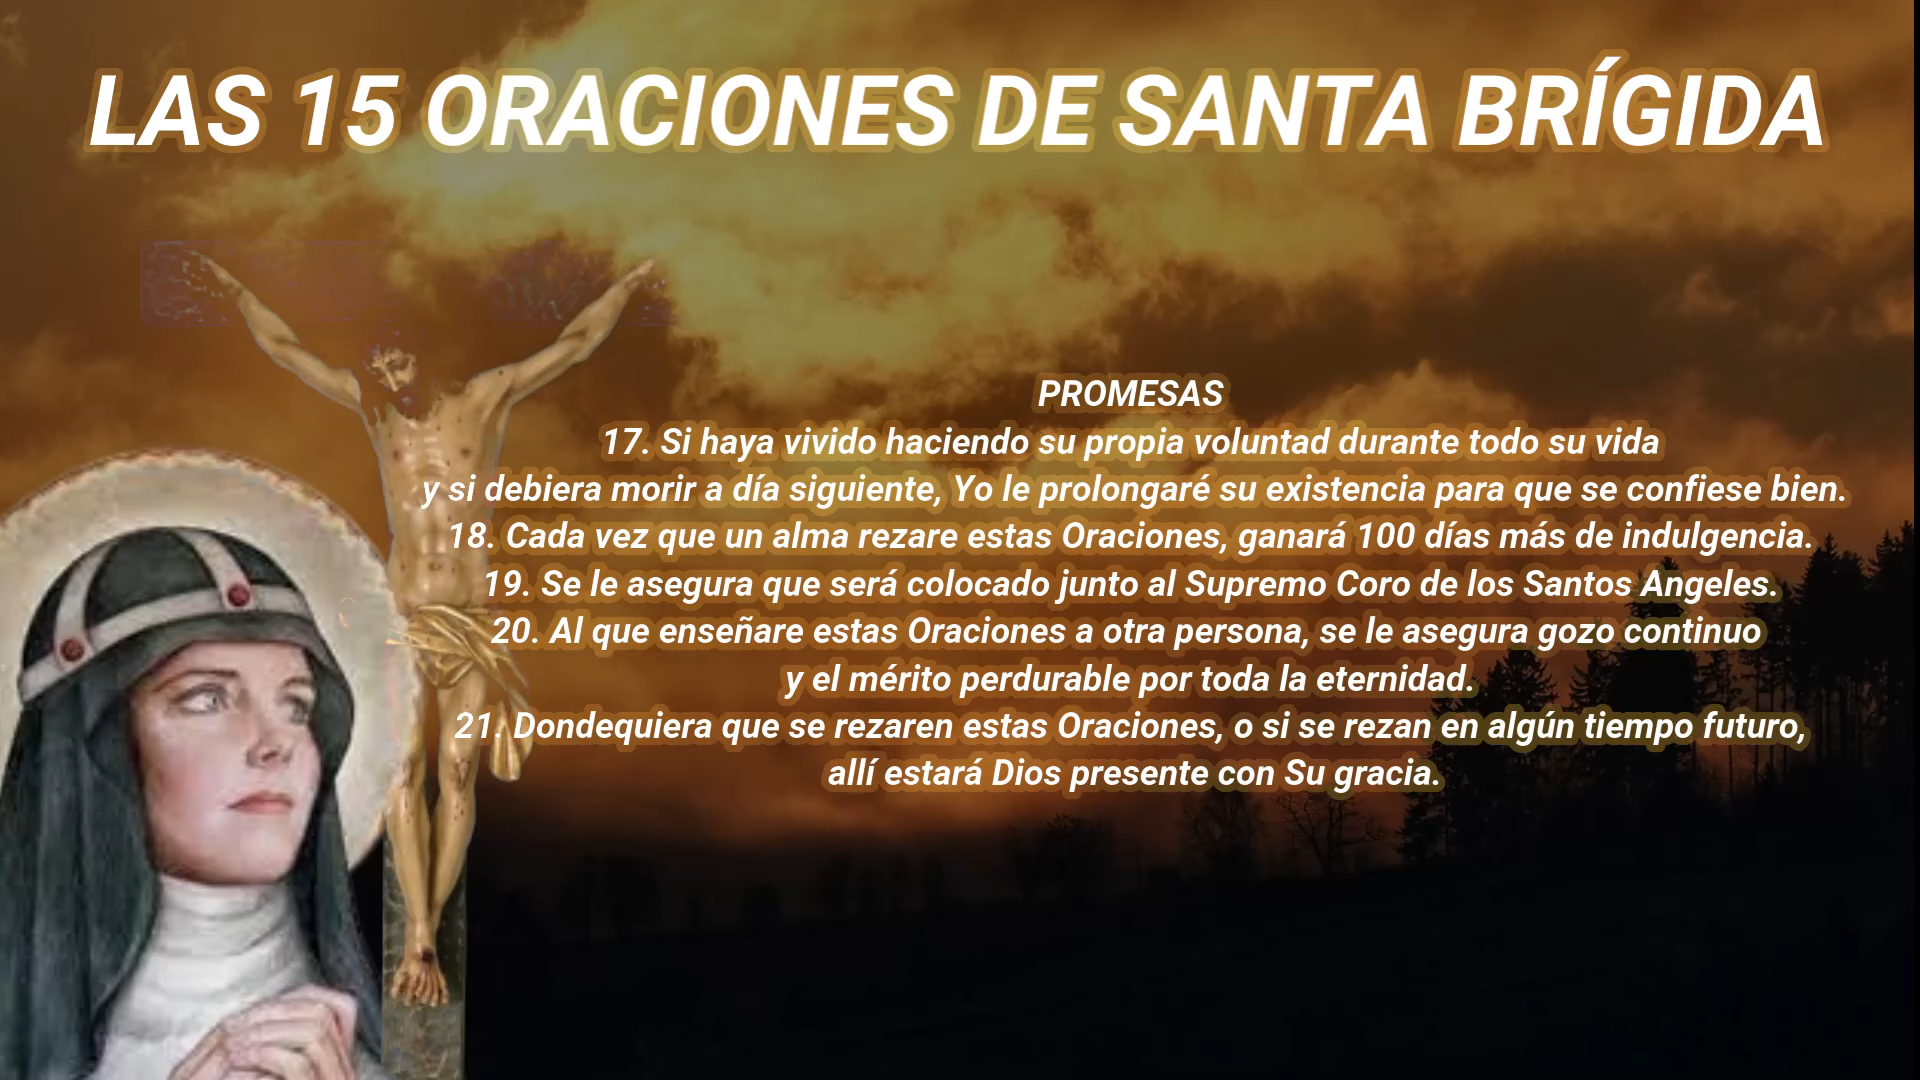 LAS 15 ORACIONES DE SANTA BRÍGIDA
PROMESAS
17. Si haya vivido haciendo su propia voluntad durante todo su vida
y si debiera morir a día siguiente, Yo le prolongaré su existencia para que se confiese bien.
18. Cada vez que un alma rezare estas Oraciones, ganará 100 días más de indulgencia.
19. Se le asegura que será colocado junto al Supremo Coro de los Santos Angeles.
20. Al que enseñare estas Oraciones a otra persona, se le asegura gozo continuo
y el mérito perdurable por toda la eternidad.
21. Dondequiera que se rezaren estas Oraciones, o si se rezan en algún tiempo futuro,
allí estará Dios presente con Su gracia.